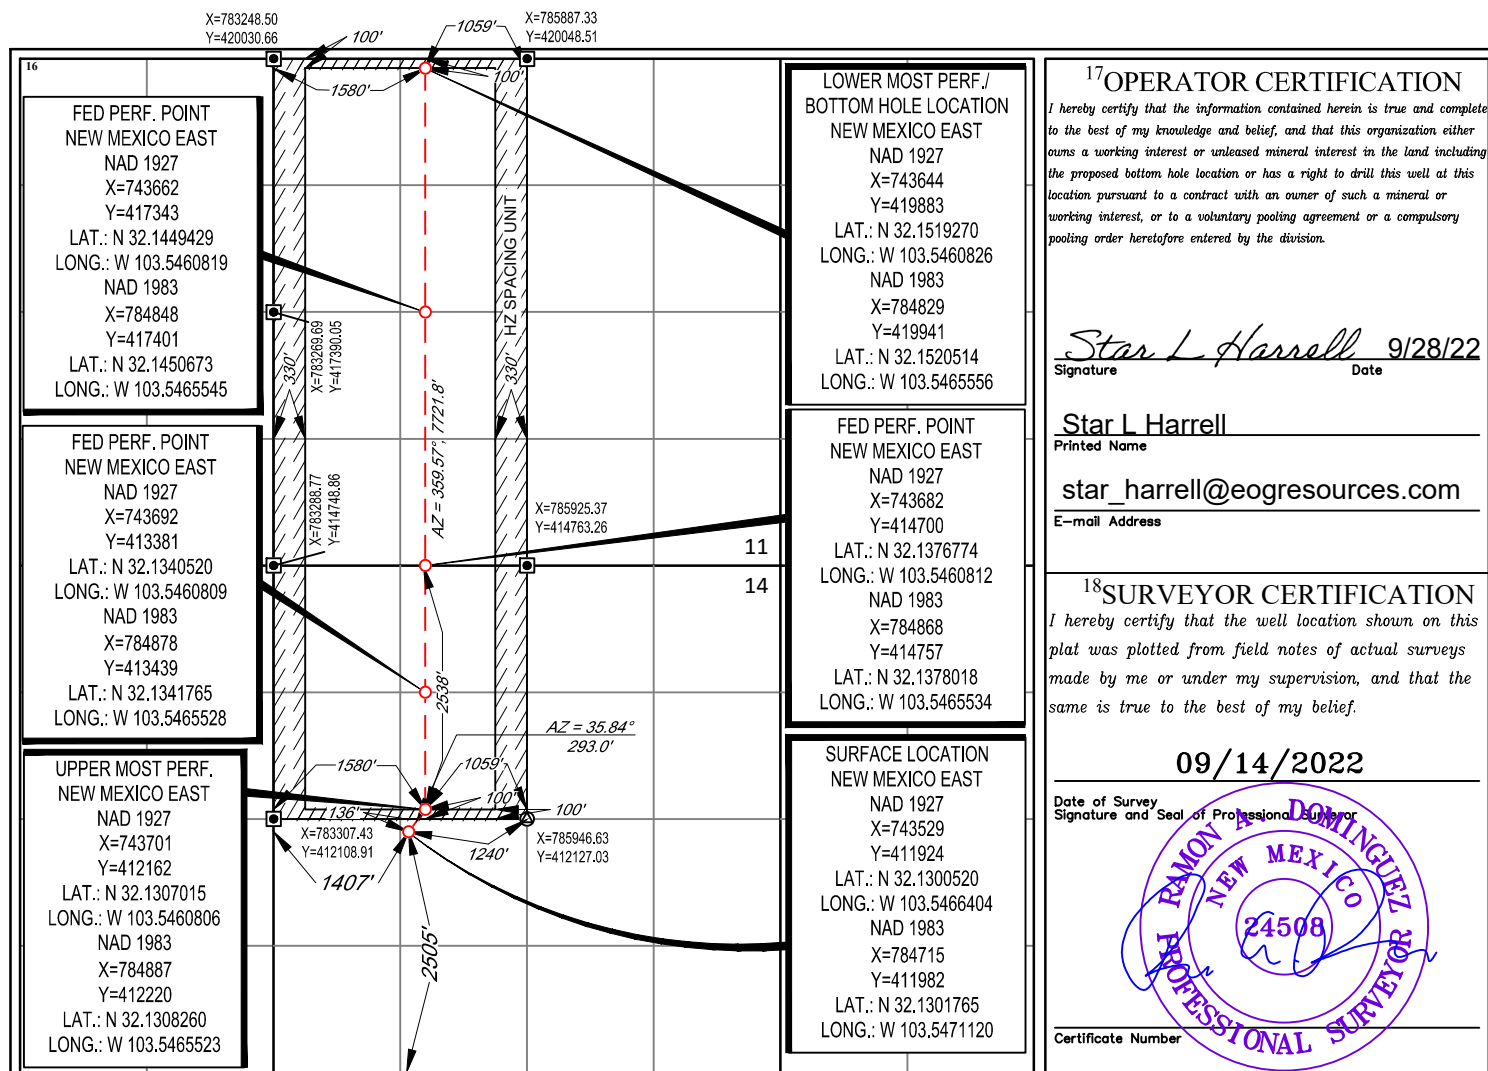 X=783248.50
Y=420030.66
100'
1059'
X=785887.33
Y=420048.51
16
1580'
100'
FED PERF. POINT
NEW MEXICO EAST
NAD 1927
X=743662
Y=417343
LAT.: N 32.1449429
LONG.: W 103.5460819
NAD 1983
X=784848
Y=417401
LAT.: N 32.1450673
LONG.: W 103.5465545
FED PERF. POINT
NEW MEXICO EAST
NAD 1927
X=743692
Y=413381
LAT.: N 32.1340520
LONG.: W 103.5460809
NAD 1983
X=784878
Y=413439
LAT.: N 32.1341765
LONG.: W 103.5465528
UPPER MOST PERF.
NEW MEXICO EAST
NAD 1927
X=743701
Y=412162
LAT.: N 32.1307015
LONG.: W 103.5460806
NAD 1983
X=784887
Y=412220
LAT.: N 32.1308260
LONG.: W 103.5465523
330'
X=783269.69
Y=417390.05
X=783288.77
Y=414748.86
AZ = 359.57°, 7721.8'
HZ SPACING UNIT
330'
X=785925.37
Y=414763.26
11
14
2538'
AZ = 35.84°
293.0'
1580'
1059'
100'
100'
136'
X=783307.43
Y=412108.91
1240'
X=785946.63
Y=412127.03
1407'
2505'
LOWER MOST PERF./
BOTTOM HOLE LOCATION
NEW MEXICO EAST
NAD 1927
X=743644
Y=419883
LAT.: N 32.1519270
LONG.: W 103.5460826
NAD 1983
X=784829
Y=419941
LAT.: N 32.1520514
LONG.: W 103.5465556
FED PERF. POINT
NEW MEXICO EAST
NAD 1927
X=743682
Y=414700
LAT.: N 32.1376774
LONG.: W 103.5460812
NAD 1983
X=784868
Y=414757
LAT.: N 32.1378018
LONG.: W 103.5465534
SURFACE LOCATION
NEW MEXICO EAST
NAD 1927
X=743529
Y=411924
LAT.: N 32.1300520
LONG.: W 103.5466404
NAD 1983
X=784715
Y=411982
LAT.: N 32.1301765
LONG.: W 103.5471120
17 OPERATOR CERTIFICATION
I hereby certify that the information contained herein is true and complete
to the best of my knowledge and belief, and that this organization either
owns a working interest or unleased mineral interest in the land including
the proposed bottom hole location or has a right to drill this well at this
location pursuant to a contract with an owner of such a mineral or
working interest, or to a voluntary pooling agreement or a compulsory
pooling order heretofore entered by the division.
Star L Harrell 9/28/22
Signature Date
Star L Harrell
Printed Name
star_harrell@eogresources.com
E-mail Address
18 SURVEYOR CERTIFICATION
I hereby certify that the well location shown on this
plat was plotted from field notes of actual surveys
made by me or under my supervision, and that the
same is true to the best of my belief.
09/14/2022
Date of Survey
Signature and Seal of Professional Surveyor
RAMON A. DOMINGUEZ
NEW MEXICO
24508
PROFESSIONAL SURVEYOR
Certificate Number